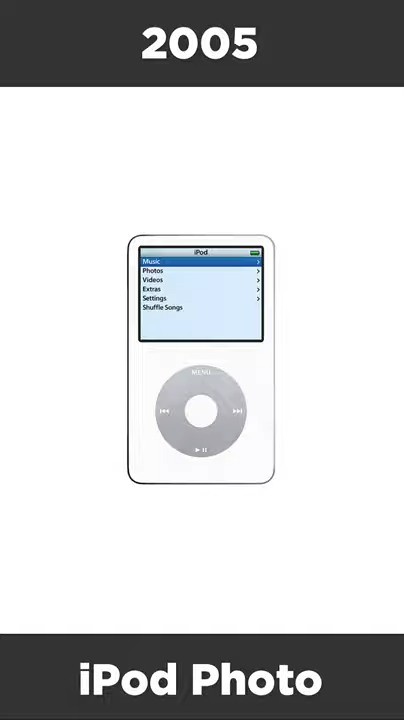 2005
iPod
Music
Photos
Videos
Extras
Settings
Shuffle Songs
MENU
iPod Photo